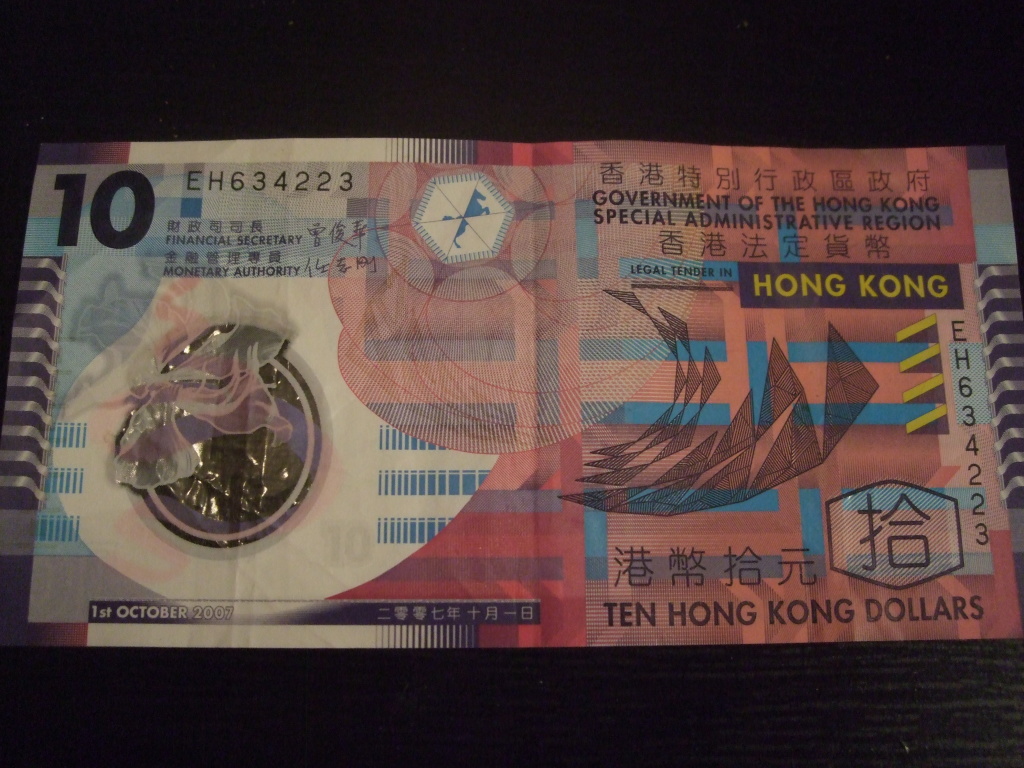 10
EH634223
財政司司長
FINANCIAL SECRETARY
金融管理專員
MONETARY AUTHORITY
香港特別行政區政府
GOVERNMENT OF THE HONG KONG
SPECIAL ADMINISTRATIVE REGION
香港法定貨幣
LEGAL TENDER IN
HONG KONG
EH634223
10
拾
港幣拾元
TEN HONG KONG DOLLARS
1st OCTOBER 2007
二零零七年十月一日